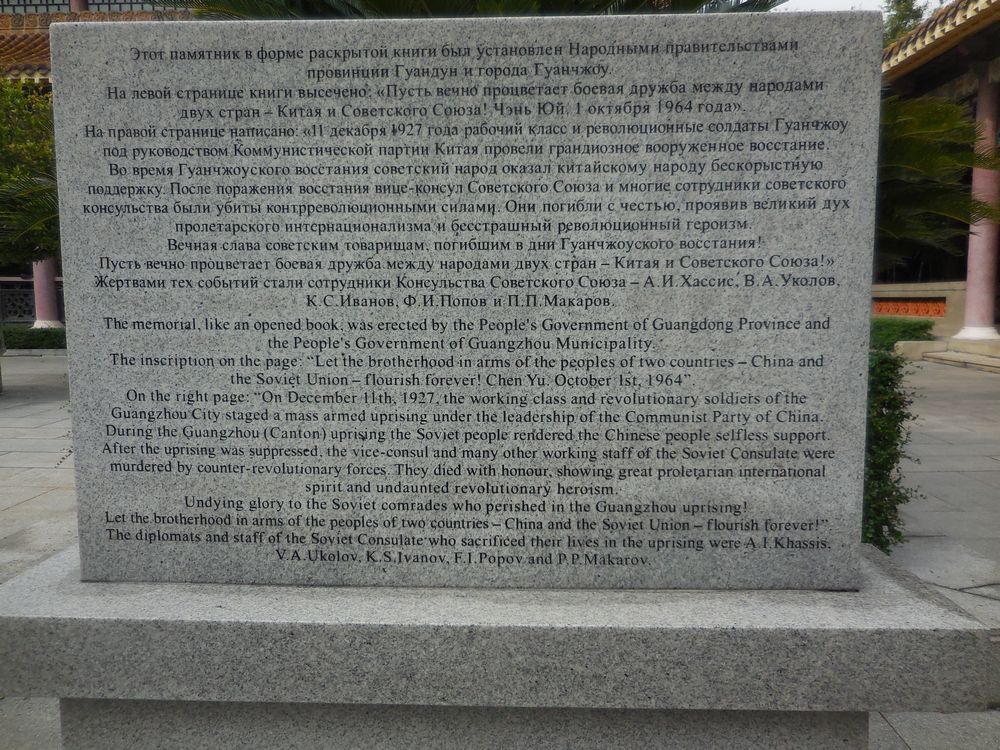 Этот памятник в форме раскрытой книги был установлен Народными правительствами
провинции Гуандун и города Гуанчжоу.
На левой странице книги высечено: «Пусть вечно процветает боевая дружба между народами
двух стран – Китая и Советского Союза! Чэнь Юй. 1 октября 1964 года».
На правой странице написано: «11 декабря 1927 года рабочий класс и революционные солдаты Гуанчжоу
под руководством Коммунистической партии Китая провели грандиозное вооруженное восстание.
Во время Гуанчжоуского восстания советский народ оказал китайскому народу бескорыстную
поддержку. После поражения восстания вице-консул Советского Союза и многие сотрудники советского
консульства были убиты контрреволюционными силами. Они погибли с честью, проявив великий дух
пролетарского интернационализма и бесстрашный революционный героизм.
Вечная слава советским товарищам, погибшим в дни Гуанчжоуского восстания!
Пусть вечно процветает боевая дружба между народами двух стран – Китая и Советского Союза!»
Жертвами тех событий стали сотрудники Консульства Советского Союза – А.И.Хассис, В.А.Уколов,
К.С.Иванов, Ф.И.Попов и П.П.Макаров.
The memorial, like an opened book, was erected by the People's Government of Guangdong Province and
the People's Government of Guangzhou Municipality.
The inscription on the page: “Let the brotherhood in arms of the peoples of two countries – China and
the Soviet Union – flourish forever! Chen Yu. October 1st, 1964”
On the right page: “On December 11th, 1927, the working class and revolutionary soldiers of the
Guangzhou City staged a mass armed uprising under the leadership of the Communist Party of China.
During the Guangzhou (Canton) uprising the Soviet people rendered the Chinese people selfless support.
After the uprising was suppressed, the vice-consul and many other working staff of the Soviet Consulate were
murdered by counter-revolutionary forces. They died with honour, showing great proletarian international
spirit and undaunted revolutionary heroism.
Undying glory to the Soviet comrades who perished in the Guangzhou uprising!
Let the brotherhood in arms of the peoples of two countries – China and the Soviet Union – flourish forever!”
The diplomats and staff of the Soviet Consulate who sacrificed their lives in the uprising were A.I.Khassis,
V.A.Ukolov, K.S.Ivanov, F.I.Popov and P.P.Makarov.